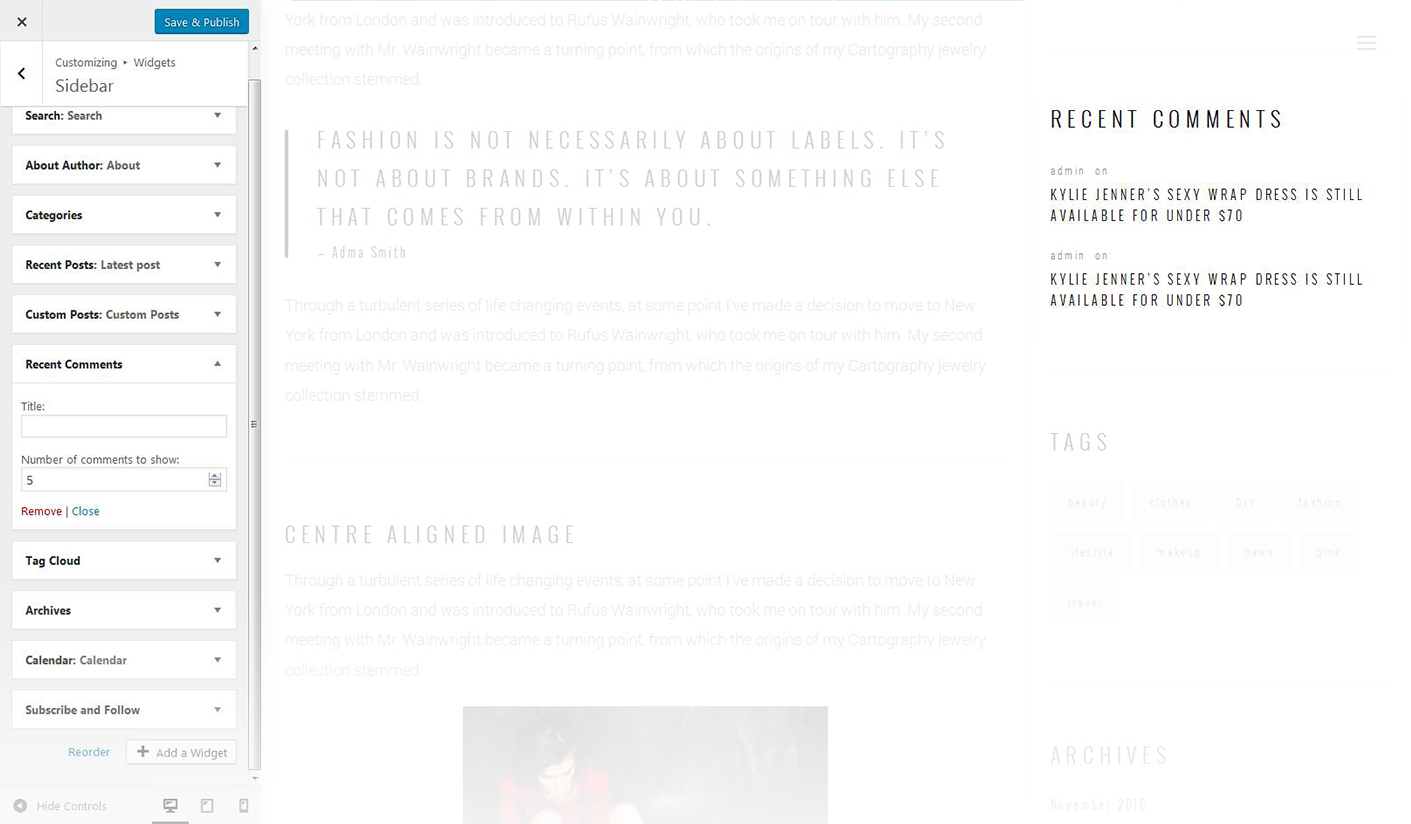 Save & Publish
Customizing ▸ Widgets
Sidebar
Search: Search
About Author: About
Categories
Recent Posts: Latest post
Custom Posts: Custom Posts
Recent Comments
Title:
Number of comments to show:
5
Remove | Close
Tag Cloud
Archives
Calendar: Calendar
Subscribe and Follow
Reorder
Add a Widget
Hide Controls
York from London and was introduced to Rufus Wainwright, who took me on tour with him. My second
meeting with Mr. Wainwright became a turning point, from which the origins of my Cartography jewelry
collection stemmed.
FASHION IS NOT NECESSARILY ABOUT LABELS. IT'S
NOT ABOUT BRANDS. IT'S ABOUT SOMETHING ELSE
THAT COMES FROM WITHIN YOU.
– Adma Smith
Through a turbulent series of life changing events, at some point I've made a decision to move to New
York from London and was introduced to Rufus Wainwright, who took me on tour with him. My second
meeting with Mr. Wainwright became a turning point, from which the origins of my Cartography jewelry
collection stemmed.
CENTRE ALIGNED IMAGE
Through a turbulent series of life changing events, at some point I've made a decision to move to New
York from London and was introduced to Rufus Wainwright, who took me on tour with him. My second
meeting with Mr. Wainwright became a turning point, from which the origins of my Cartography jewelry
collection stemmed.
RECENT COMMENTS
admin on
KYLIE JENNER'S SEXY WRAP DRESS IS STILL
AVAILABLE FOR UNDER $70
admin on
KYLIE JENNER'S SEXY WRAP DRESS IS STILL
AVAILABLE FOR UNDER $70
TAGS
beauty clothes DIY fashion
lifestyle makeup news pink
travel
ARCHIVES
November 2016